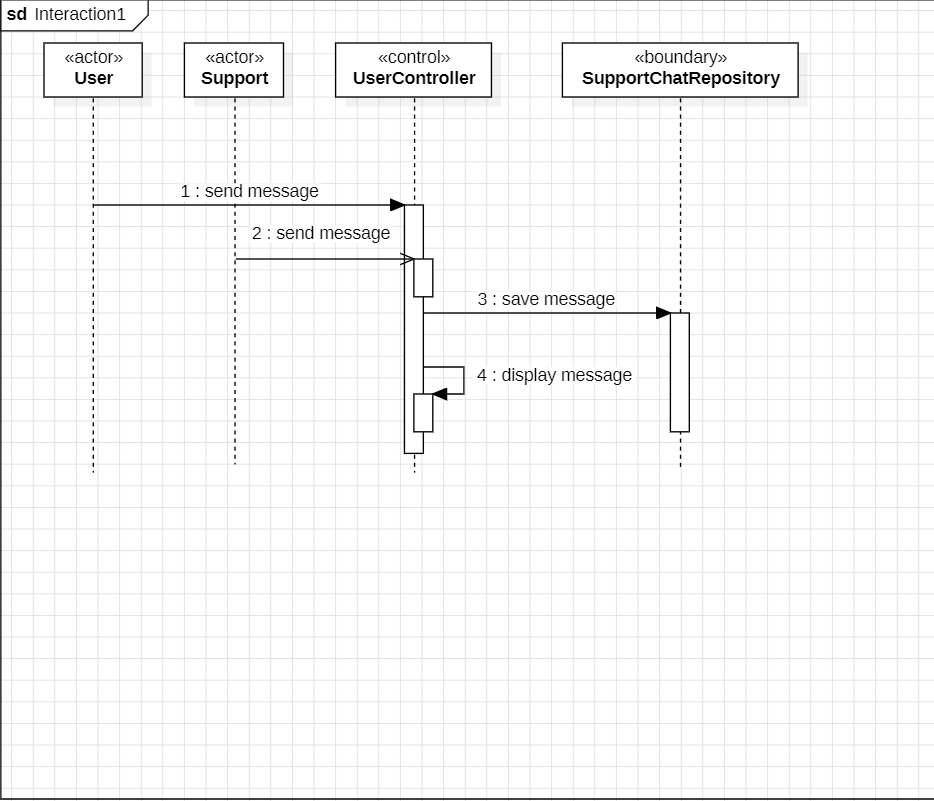 sd Interaction1
«actor»
User
«actor»
Support
«control»
UserController
«boundary»
SupportChatRepository
1 : send message
2 : send message
3 : save message
4 : display message